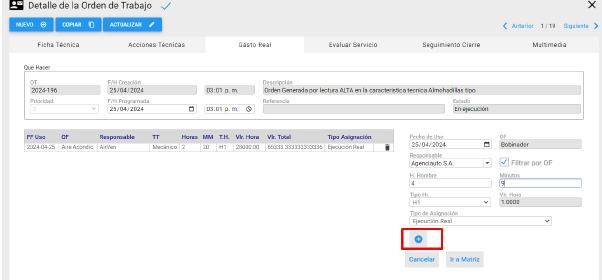 Detalle de la Orden de Trabajo
NUEVO COPIAR ACTUALIZAR
Anterior 1 / 19 Siguiente
Ficha Técnica Acciones Técnicas Gasto Real Evaluar Servicio Seguimiento Cierre Multimedia
Que Hacer
OT F/H Creación Descripción
2024-196 25/04/2024 03:01 p. m. Orden Generada por lectura ALTA en la caracteristica tecnica Almohadillas tipo
Prioridad F/H Programada Referencia Estado
25/04/2024 03:01 p. m. En ejecución
FF Uso OF Responsable TT Horas MM T.H. Vlr. Hora Vlr. Total Tipo Asignación
2024-04-25 Aire Acondic. AirVen Mecánico 2 20 H1 28000.00 65333.333333333336 Ejecución Real
Fecha de Uso OF
25/04/2024 Bobinador
Responsable
Agenciauto S.A. Filtrar por OF
H. Hombre Minutos
4 9
Tipo Hr. Vlr. Hora
H1 1.0000
Tipo de Asignación
Ejecución Real
Cancelar Ir a Matriz